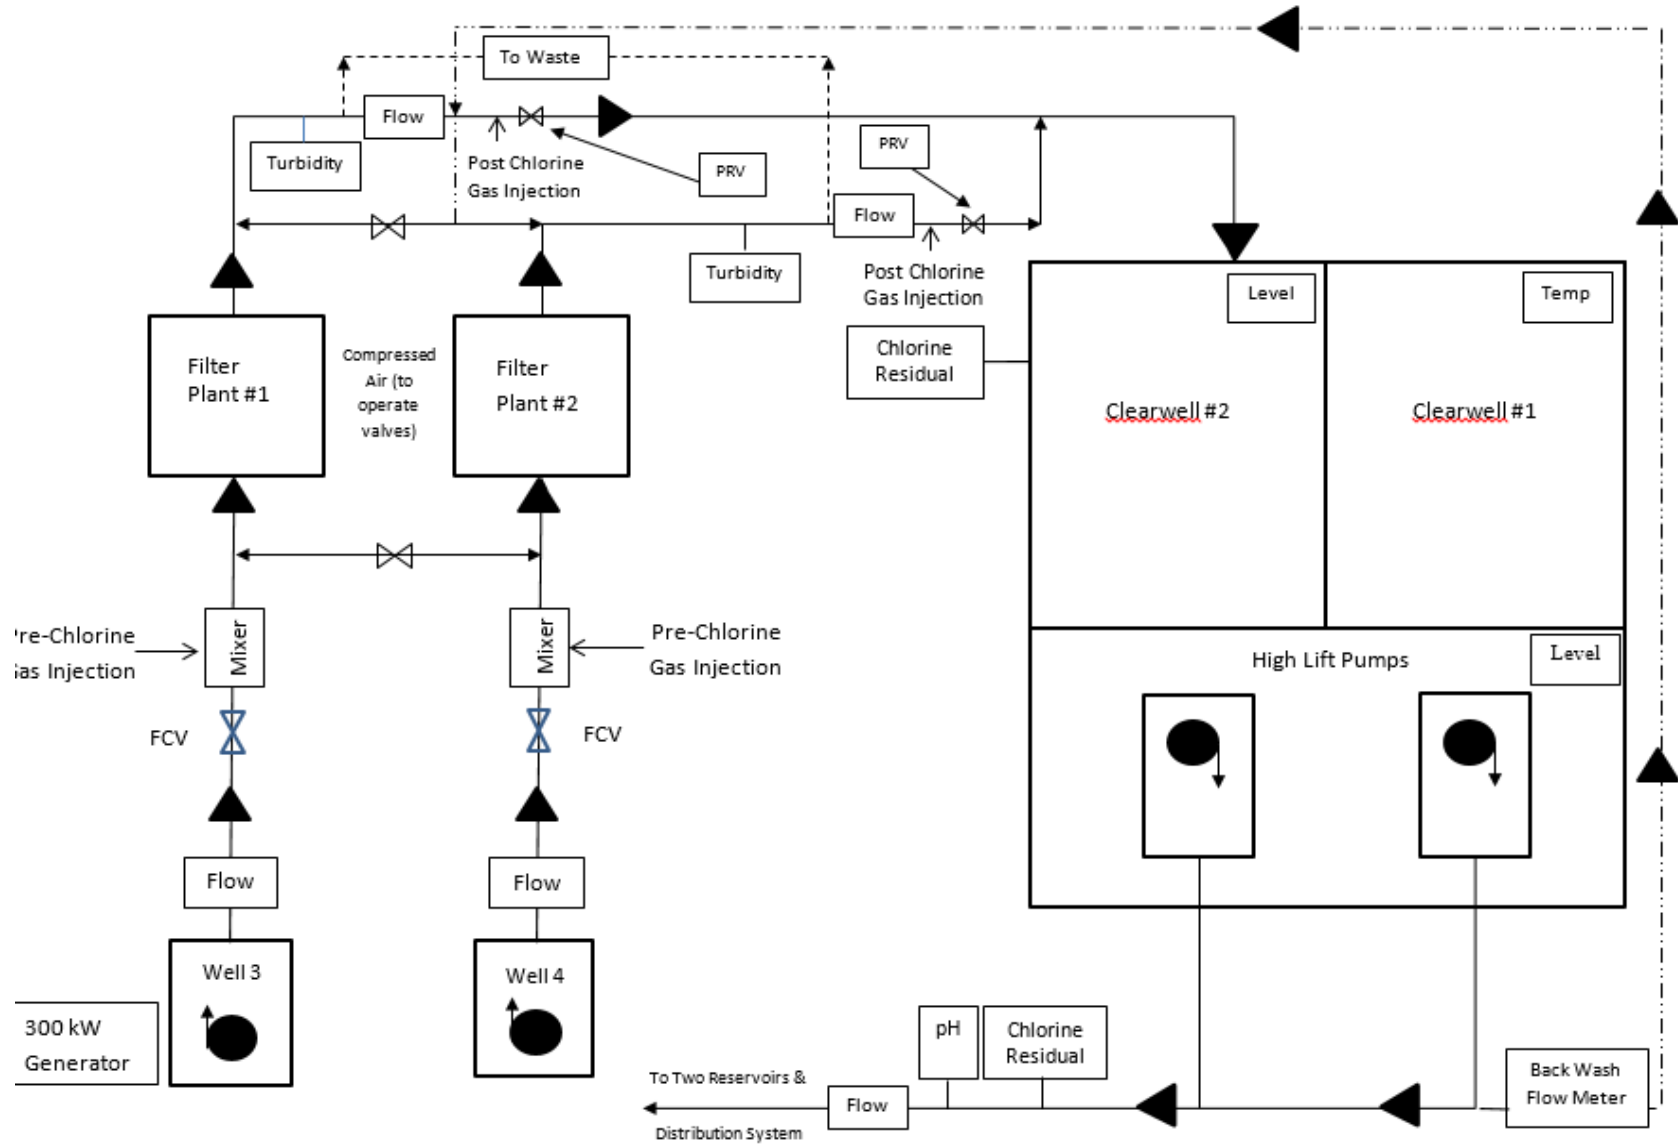 To Waste
Flow
Turbidity
Post Chlorine
Gas Injection
PRV
PRV
Flow
Turbidity
Post Chlorine
Gas Injection
Level
Temp
Filter
Plant #1
Compressed
Air (to
operate
valves)
Filter
Plant #2
Chlorine
Residual
Clearwell #2
Clearwell #1
Pre-Chlorine
Gas Injection
Mixer
Mixer
Pre-Chlorine
Gas Injection
High Lift Pumps
Level
FCV
FCV
Flow
Flow
Well 3
Well 4
300 kW
Generator
pH
Chlorine
Residual
To Two Reservoirs &
Distribution System
Flow
Back Wash
Flow Meter